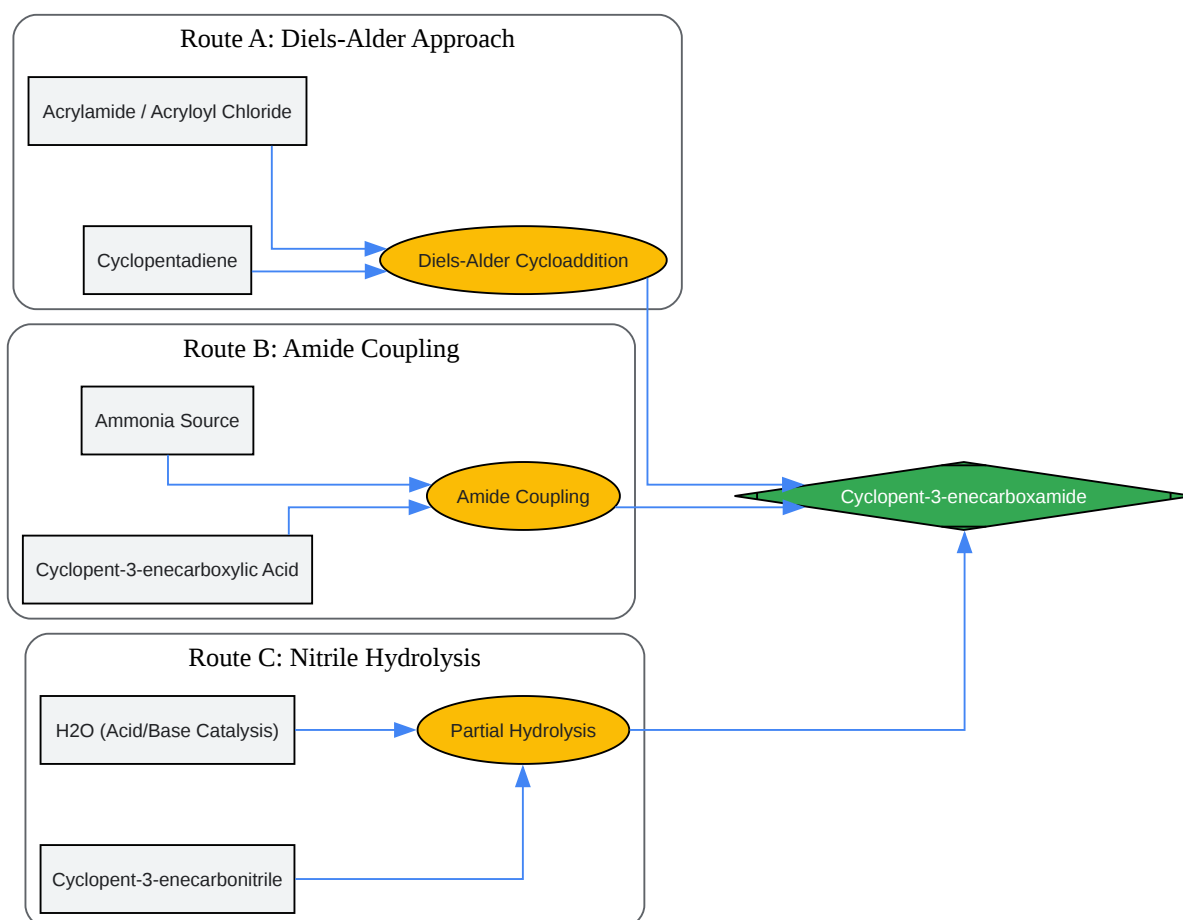 Route A: Diels-Alder Approach
Acrylamide / Acryloyl Chloride
Cyclopentadiene
Diels-Alder Cycloaddition
Route B: Amide Coupling
Ammonia Source
Amide Coupling
Cyclopent-3-enecarboxamide
Cyclopent-3-enecarboxylic Acid
Route C: Nitrile Hydrolysis
H2O (Acid/Base Catalysis)
Partial Hydrolysis
Cyclopent-3-enecarbonitrile